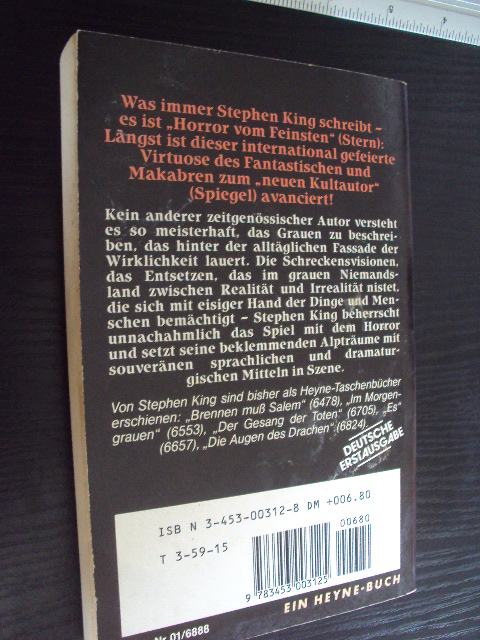 Was immer Stephen King schreibt –
es ist „Horror vom Feinsten“ (Stern):
Längst ist dieser international gefeierte
Virtuose des Fantastischen und
Makabren zum „neuen Kultautor“
(Spiegel) avanciert!
Kein anderer zeitgenössischer Autor versteht
es so meisterhaft, das Grauen zu beschrei-
ben, das hinter der alltäglichen Fassade der
Wirklichkeit lauert. Die Schreckensvisionen,
das Entsetzen, das im grauen Niemands-
land zwischen Realität und Irrealität nistet,
die sich mit eisiger Hand der Dinge und Men-
schen bemächtigt – Stephen King beherrscht
unnachahmlich das Spiel mit dem Horror
und setzt seine beklemmenden Alpträume mit
souveränen sprachlichen und dramatur-
gischen Mitteln in Szene.
Von Stephen King sind bisher als Heyne-Taschenbücher
erschienen: „Brennen muß Salem“ (6478), „Im Morgen-
grauen“ (6553), „Der Gesang der Toten“ (6705), „Es“
(6657), „Die Augen des Drachen“ (6824).
DEUTSCHE
ERSTAUSGABE
ISB N 3-453-00312-8 DM +006.80
00680
T 3-59-15
9 783453 003125
EIN HEYNE-BUCH
Nr. 01/6888